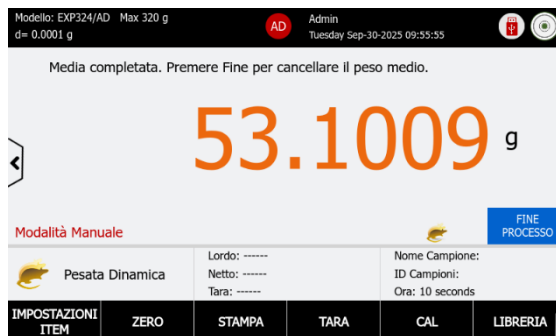 Modello: EXP324/AD Max 320 g
d= 0.0001 g
AD
Admin
Tuesday Sep-30-2025 09:55:55
Media completata. Premere Fine per cancellare il peso medio.
53.1009 g
Modalità Manuale
FINE
PROCESSO
Pesata Dinamica
Lordo: ------
Netto: ------
Tara: ------
Nome Campione:
ID Campioni:
Ora: 10 seconds
IMPOSTAZIONI
ITEM
ZERO
STAMPA
TARA
CAL
LIBRERIA